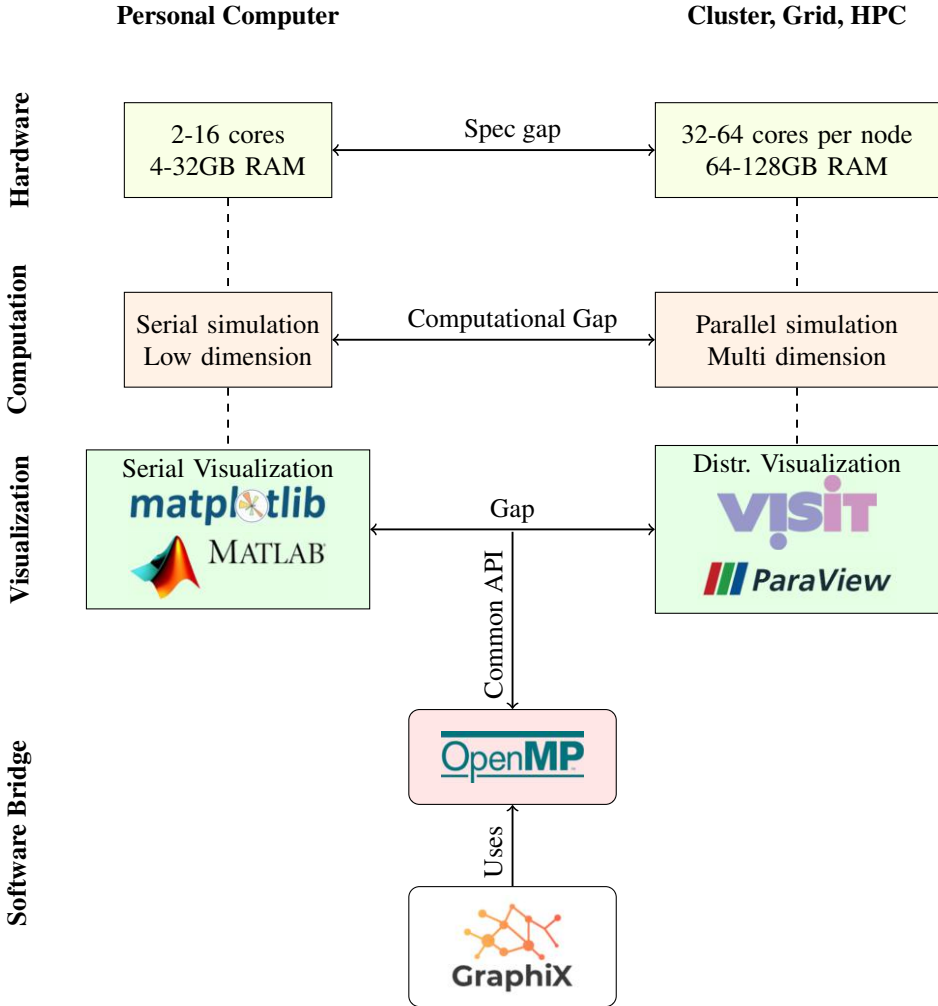 Personal Computer
Cluster, Grid, HPC
Hardware
2-16 cores
4-32GB RAM
Spec gap
32-64 cores per node
64-128GB RAM
Computation
Serial simulation
Low dimension
Computational Gap
Parallel simulation
Multi dimension
Visualization
Serial Visualization
matplotlib
MATLAB
Gap
Distr. Visualization
VISIT
ParaView
Common API
Software Bridge
OpenMP
Uses
GraphiX